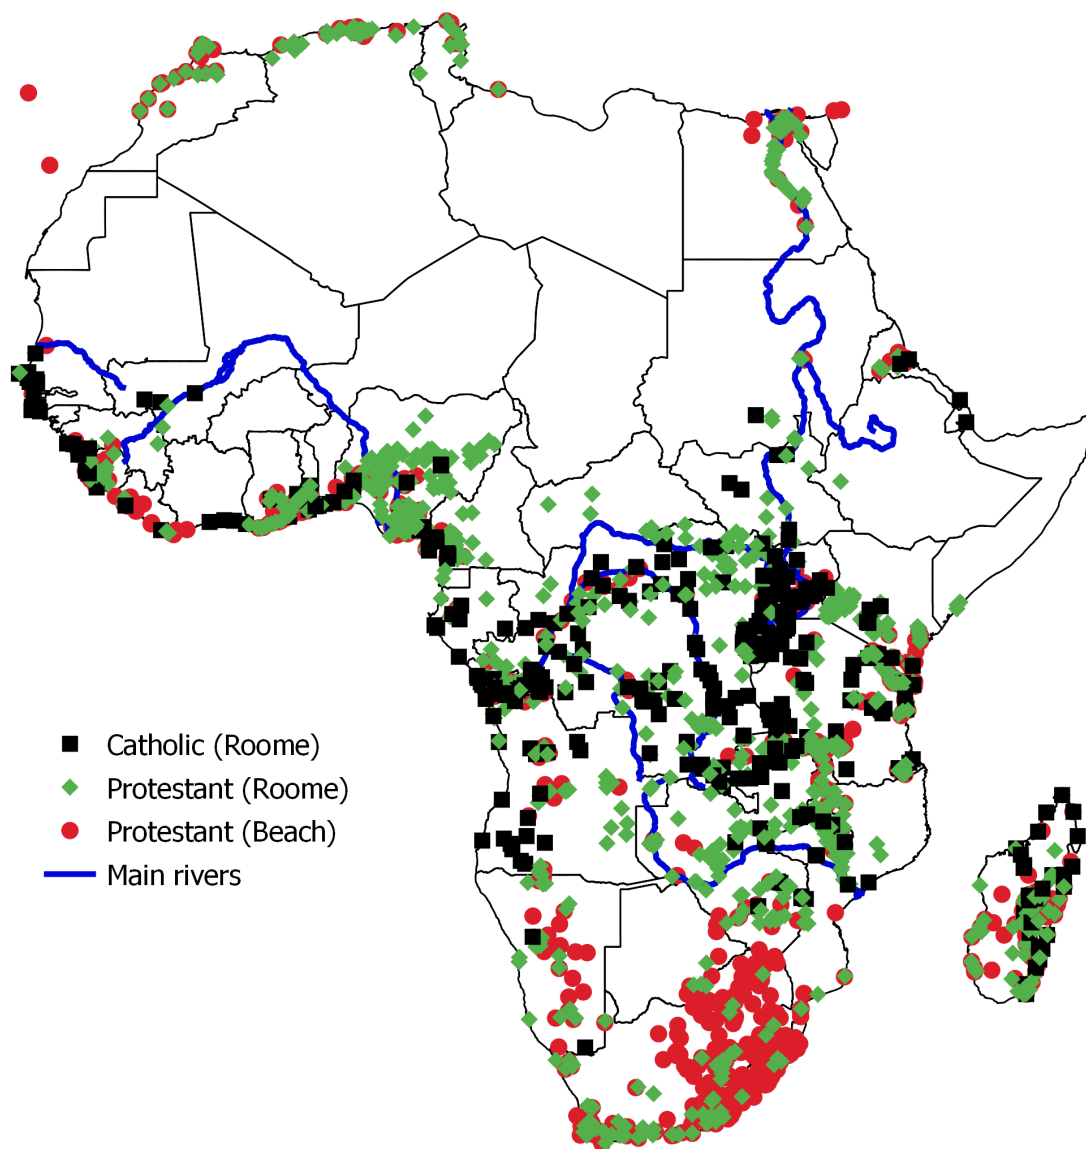 Catholic (Roome)
Protestant (Roome)
Protestant (Beach)
Main rivers